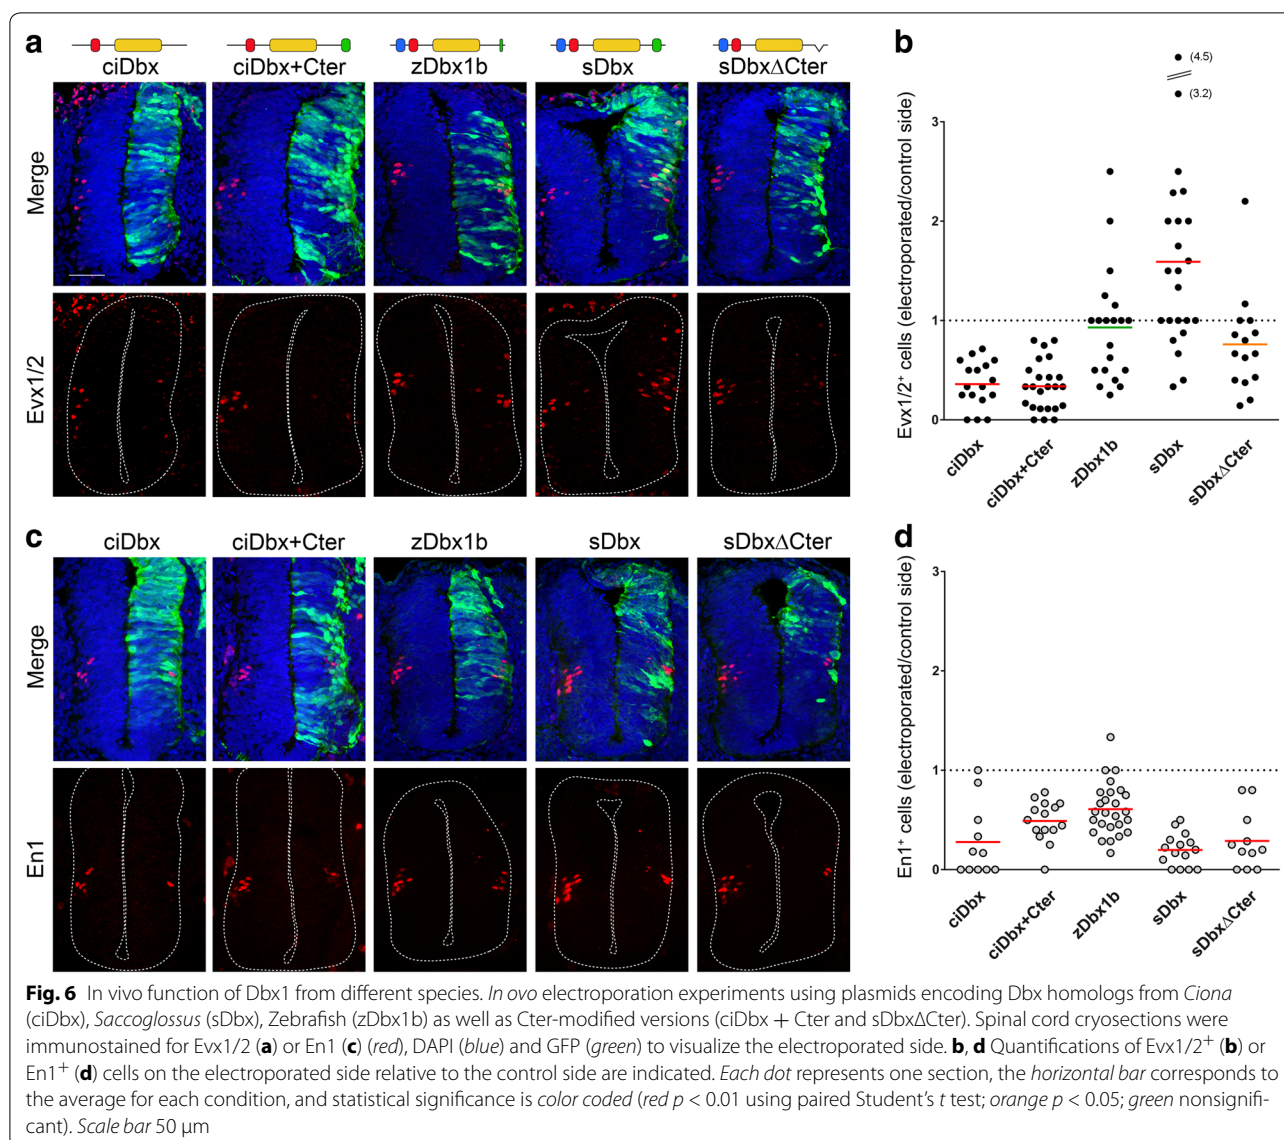 a
ciDbx ciDbx+Cter zDbx1b sDbx sDbxΔCter
Merge
Evx1/2
b
Evx1/2⁺ cells (electroporated/control side)
(4.5)
(3.2)
3
2
1
0
ciDbx ciDbx+Cter zDbx1b sDbx sDbxΔCter
c
ciDbx ciDbx+Cter zDbx1b sDbx sDbxΔCter
Merge
En1
d
En1⁺ cells (electroporated/control side)
3
2
1
0
ciDbx ciDbx+Cter zDbx1b sDbx sDbxΔCter
Fig. 6 In vivo function of Dbx1 from different species. In ovo electroporation experiments using plasmids encoding Dbx homologs from Ciona
(ciDbx), Saccoglossus (sDbx), Zebrafish (zDbx1b) as well as Cter-modified versions (ciDbx + Cter and sDbxΔCter). Spinal cord cryosections were
immunostained for Evx1/2 (a) or En1 (c) (red), DAPI (blue) and GFP (green) to visualize the electroporated side. b, d Quantifications of Evx1/2⁺ (b) or
En1⁺ (d) cells on the electroporated side relative to the control side are indicated. Each dot represents one section, the horizontal bar corresponds to
the average for each condition, and statistical significance is color coded (red p < 0.01 using paired Student’s t test; orange p < 0.05; green nonsignifi-
cant). Scale bar 50 μm